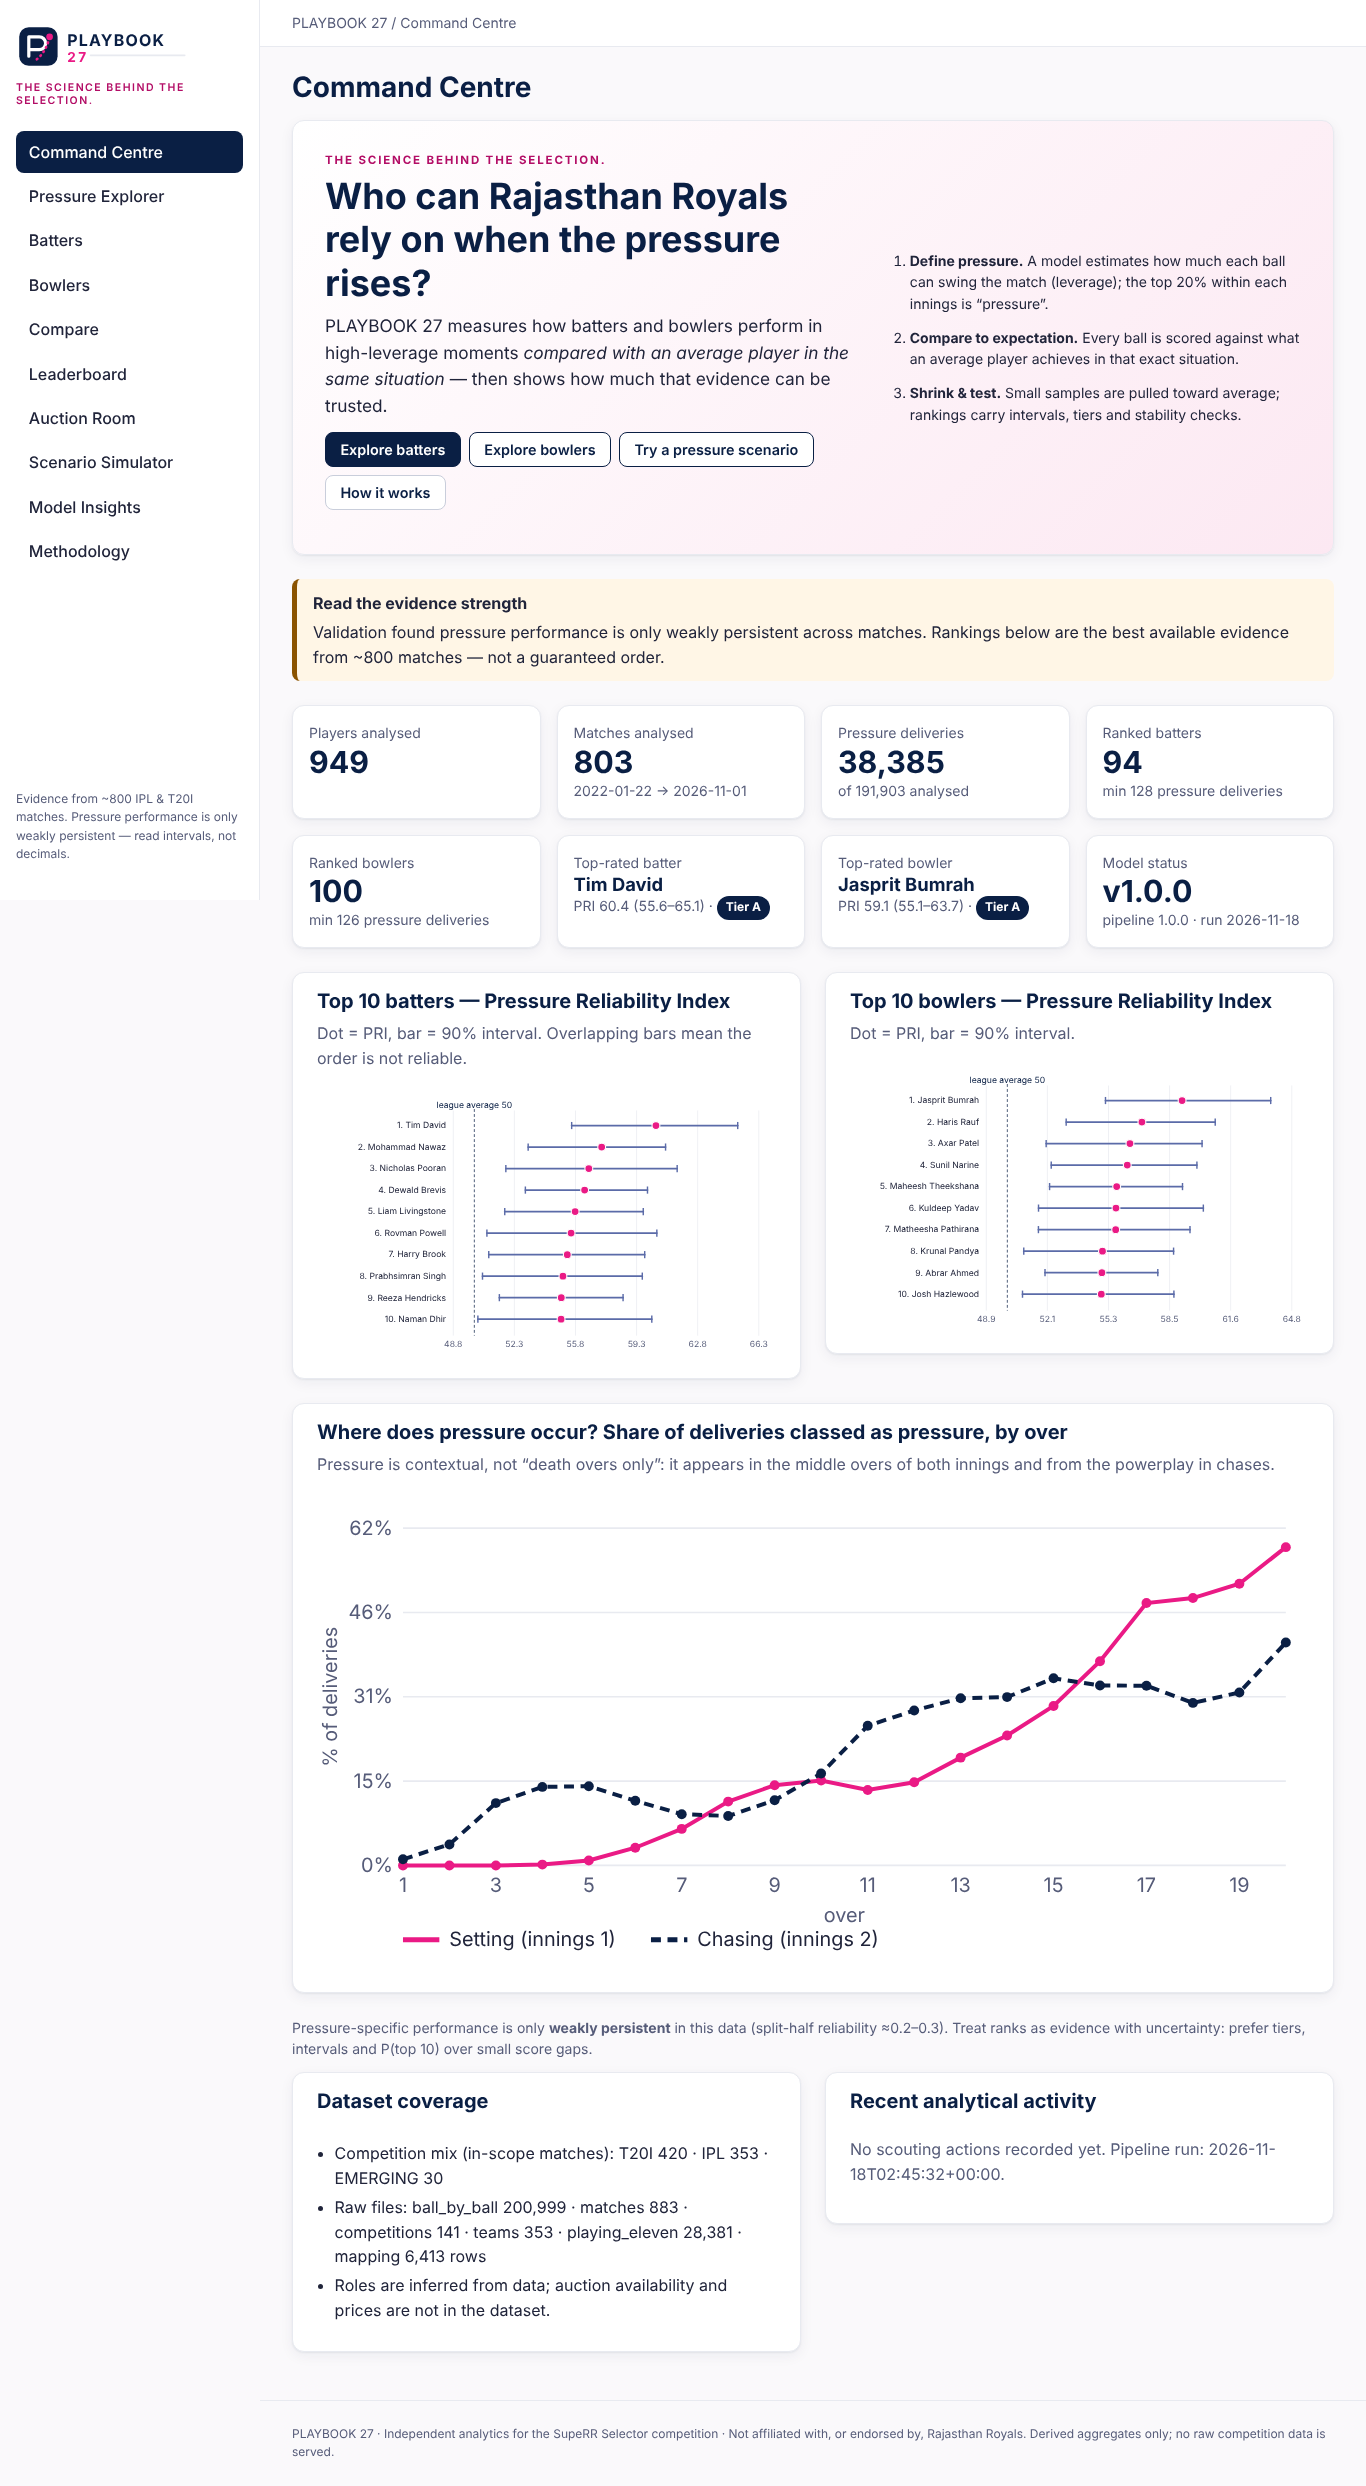 PLAYBOOK
27
THE SCIENCE BEHIND THE
SELECTION.
Command Centre
Pressure Explorer
Batters
Bowlers
Compare
Leaderboard
Auction Room
Scenario Simulator
Model Insights
Methodology
Evidence from ~800 IPL & T20I
matches. Pressure performance is only
weakly persistent — read intervals, not
decimals.
PLAYBOOK 27 / Command Centre
Command Centre
THE SCIENCE BEHIND THE SELECTION.
Who can Rajasthan Royals
rely on when the pressure
rises?
PLAYBOOK 27 measures how batters and bowlers perform in
high-leverage moments compared with an average player in the
same situation — then shows how much that evidence can be
trusted.
Explore batters
Explore bowlers
Try a pressure scenario
How it works
1. Define pressure. A model estimates how much each ball
can swing the match (leverage); the top 20% within each
innings is “pressure”.
2. Compare to expectation. Every ball is scored against what
an average player achieves in that exact situation.
3. Shrink & test. Small samples are pulled toward average;
rankings carry intervals, tiers and stability checks.
Read the evidence strength
Validation found pressure performance is only weakly persistent across matches. Rankings below are the best available evidence
from ~800 matches — not a guaranteed order.
Players analysed
949
Matches analysed
803
2022-01-22 → 2026-11-01
Pressure deliveries
38,385
of 191,903 analysed
Ranked batters
94
min 128 pressure deliveries
Ranked bowlers
100
min 126 pressure deliveries
Top-rated batter
Tim David
PRI 60.4 (55.6–65.1) · Tier A
Top-rated bowler
Jasprit Bumrah
PRI 59.1 (55.1–63.7) · Tier A
Model status
v1.0.0
pipeline 1.0.0 · run 2026-11-18
Top 10 batters — Pressure Reliability Index
Dot = PRI, bar = 90% interval. Overlapping bars mean the
order is not reliable.
league average 50
1. Tim David
2. Mohammad Nawaz
3. Nicholas Pooran
4. Dewald Brevis
5. Liam Livingstone
6. Rovman Powell
7. Harry Brook
8. Prabhsimran Singh
9. Reeza Hendricks
10. Naman Dhir
48.8 52.3 55.8 59.3 62.8 66.3
Top 10 bowlers — Pressure Reliability Index
Dot = PRI, bar = 90% interval.
league average 50
1. Jasprit Bumrah
2. Haris Rauf
3. Axar Patel
4. Sunil Narine
5. Maheesh Theekshana
6. Kuldeep Yadav
7. Matheesha Pathirana
8. Krunal Pandya
9. Abrar Ahmed
10. Josh Hazlewood
48.9 52.1 55.3 58.5 61.6 64.8
Where does pressure occur? Share of deliveries classed as pressure, by over
Pressure is contextual, not “death overs only”: it appears in the middle overs of both innings and from the powerplay in chases.
% of deliveries
62%
46%
31%
15%
0%
1 3 5 7 9 11 13 15 17 19
over
Setting (innings 1) Chasing (innings 2)
Pressure-specific performance is only weakly persistent in this data (split-half reliability ≈0.2–0.3). Treat ranks as evidence with uncertainty: prefer tiers,
intervals and P(top 10) over small score gaps.
Dataset coverage
• Competition mix (in-scope matches): T20I 420 · IPL 353 ·
EMERGING 30
• Raw files: ball_by_ball 200,999 · matches 883 ·
competitions 141 · teams 353 · playing_eleven 28,381 ·
mapping 6,413 rows
• Roles are inferred from data; auction availability and
prices are not in the dataset.
Recent analytical activity
No scouting actions recorded yet. Pipeline run: 2026-11-
18T02:45:32+00:00.
PLAYBOOK 27 · Independent analytics for the SupeRR Selector competition · Not affiliated with, or endorsed by, Rajasthan Royals. Derived aggregates only; no raw competition data is
served.